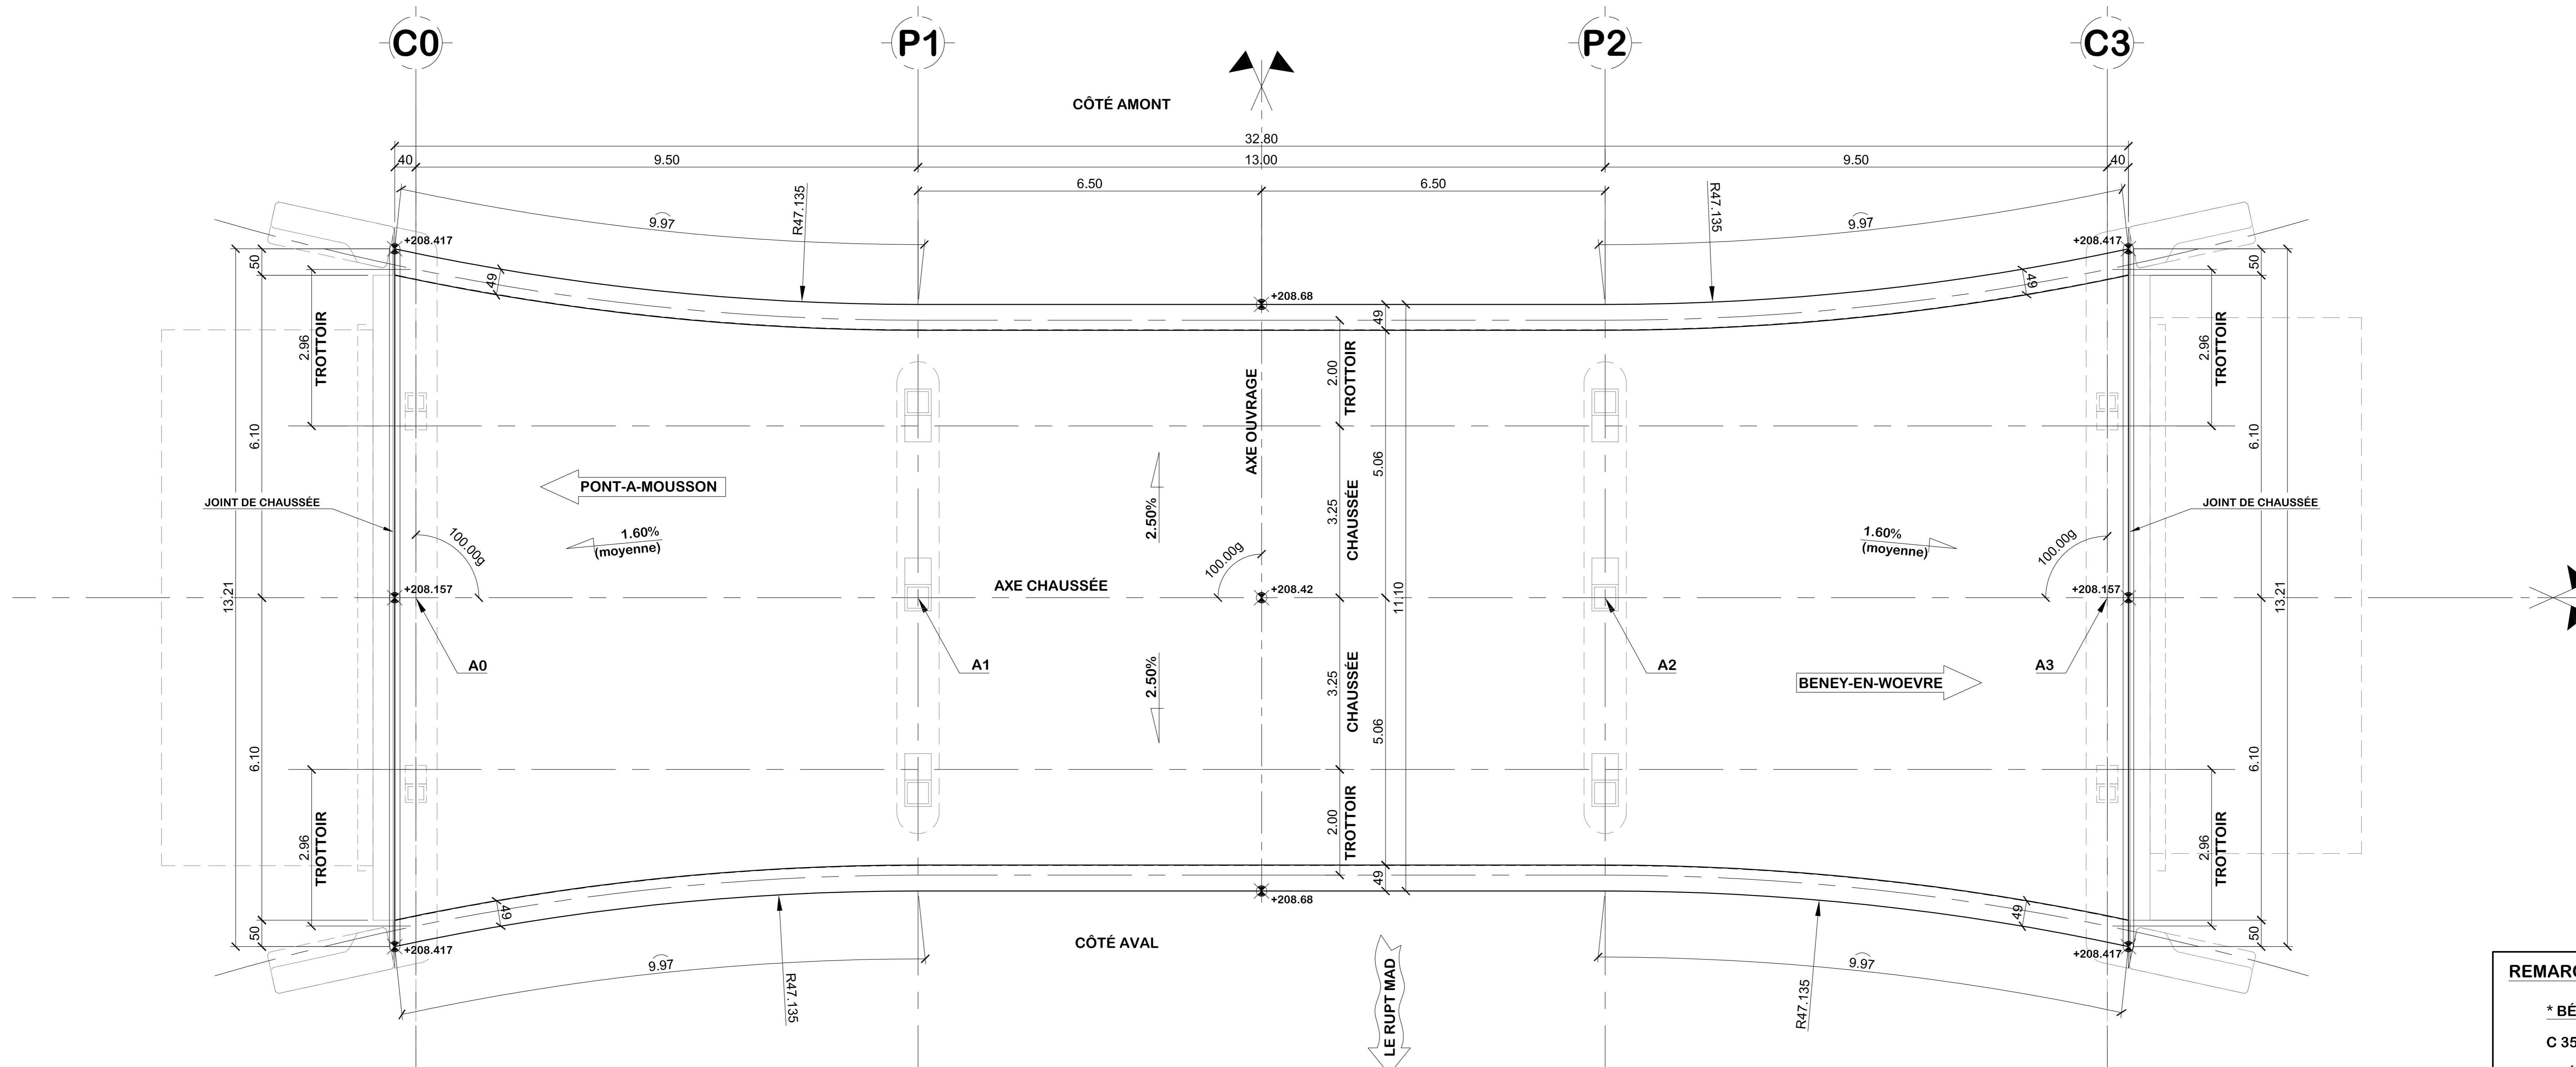 C0 P1 P2 C3
CÔTÉ AMONT
32.80
40 9.50 13.00 9.50 40
6.50 6.50
R47.135 R47.135
9.97 9.97
+208.417 +208.417
50 50
49 +208.68 49 49
2.96 TROTTOIR 2.00 TROTTOIR 2.96 TROTTOIR
AXE OUVRAGE
6.10 5.06 6.10
PONT-A-MOUSSON
JOINT DE CHAUSSÉE JOINT DE CHAUSSÉE
2.50% 3.25 CHAUSSÉE
1.60% 1.60%
(moyenne) (moyenne)
100.00g 100.00g 100.00g
AXE CHAUSSÉE
+208.157 +208.42 +208.157
13.21 11.10 13.21
A0 A1 A2 A3
2.50% 3.25 CHAUSSÉE
BENEY-EN-WOEVRE
6.10 5.06 6.10
2.96 TROTTOIR 2.00 TROTTOIR 2.96 TROTTOIR
49 49 49
+208.68
50 50
+208.417 +208.417
CÔTÉ AVAL
9.97 9.97
R47.135 R47.135
LE RUPT MAD
REMARQ
* BÉ
C 35